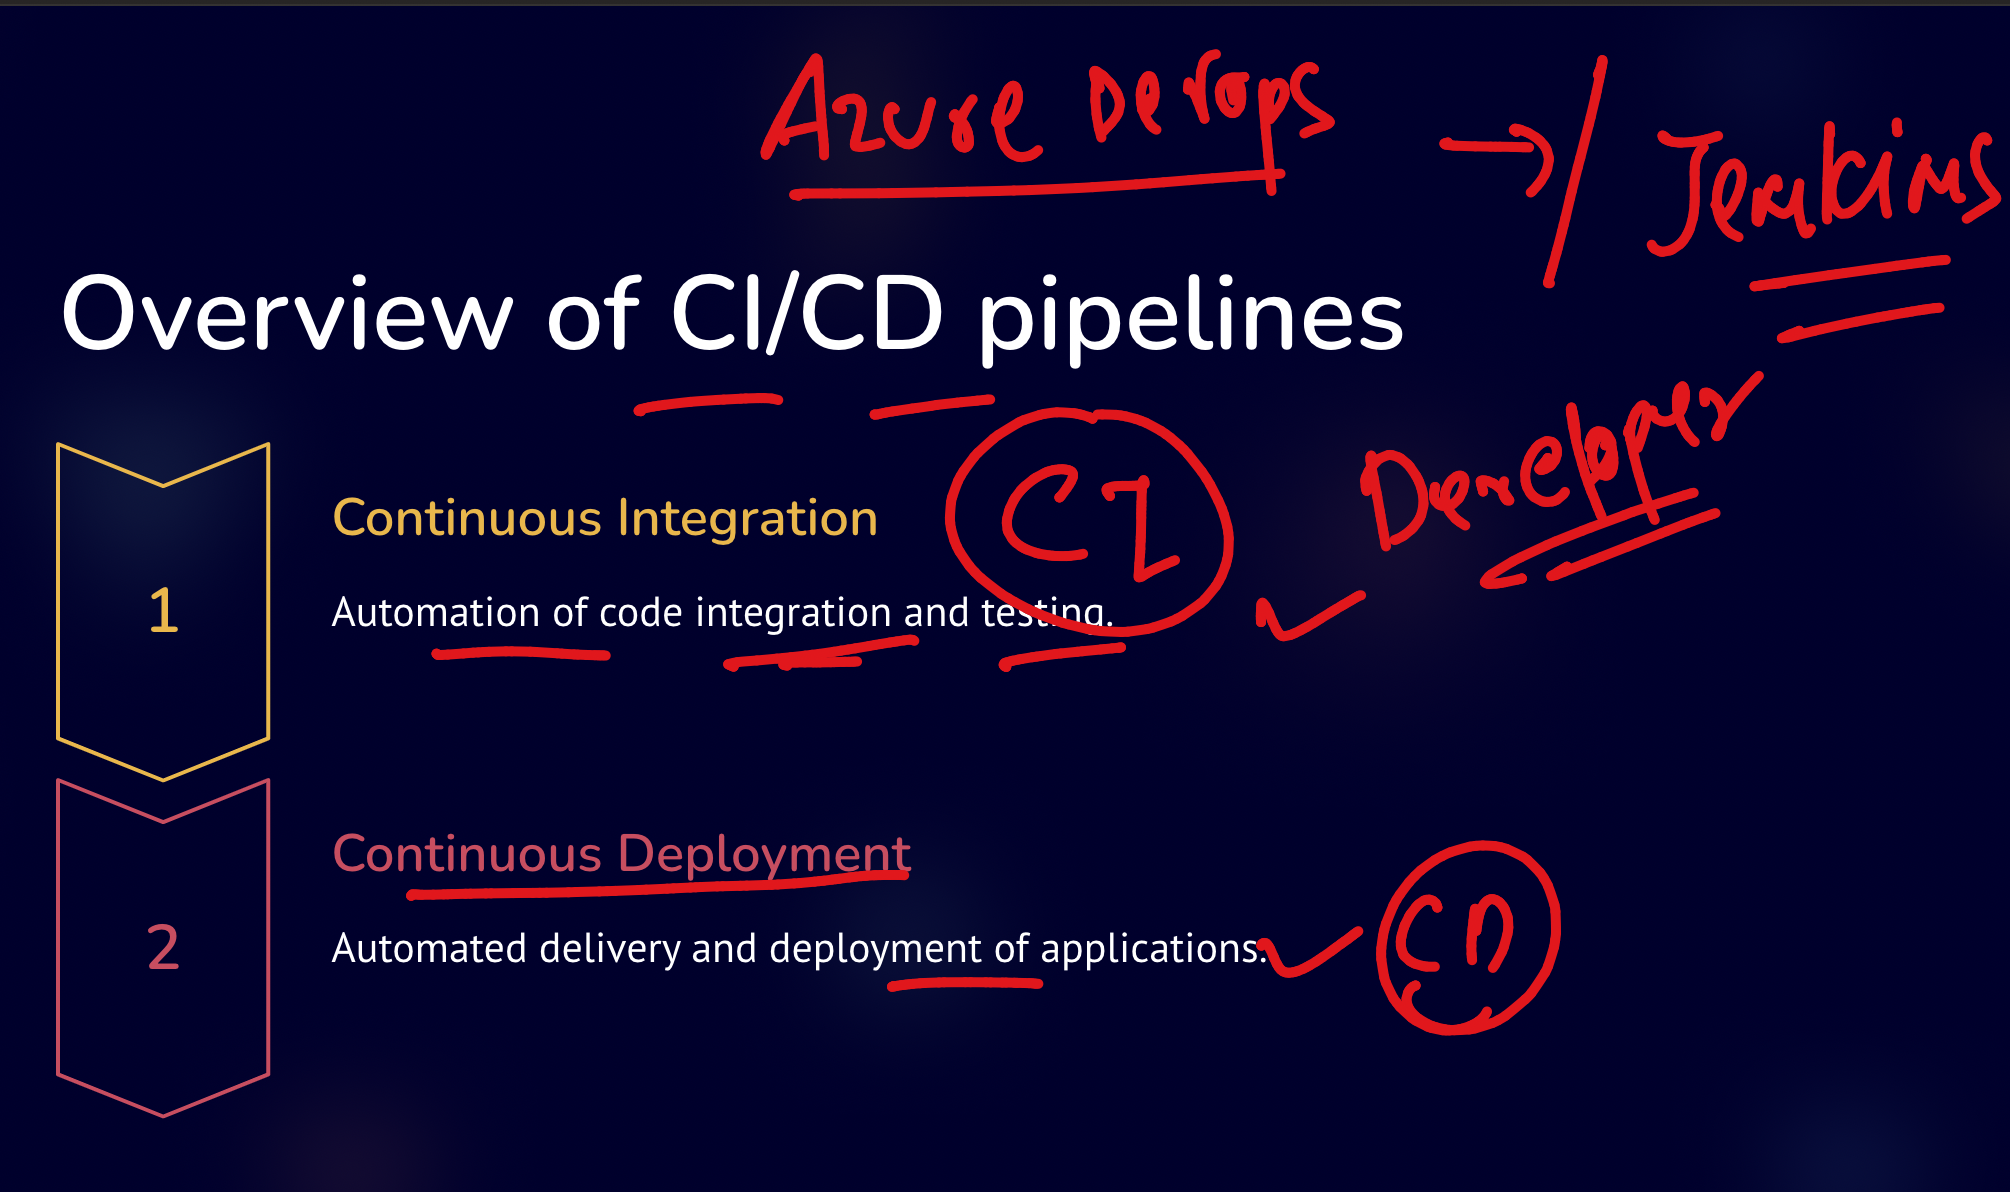 Azure Devops → / Jenkins
Overview of CI/CD pipelines
Developer
Continuous Integration
CI
1
Automation of code integration and testing.
Continuous Deployment
CD
2
Automated delivery and deployment of applications.